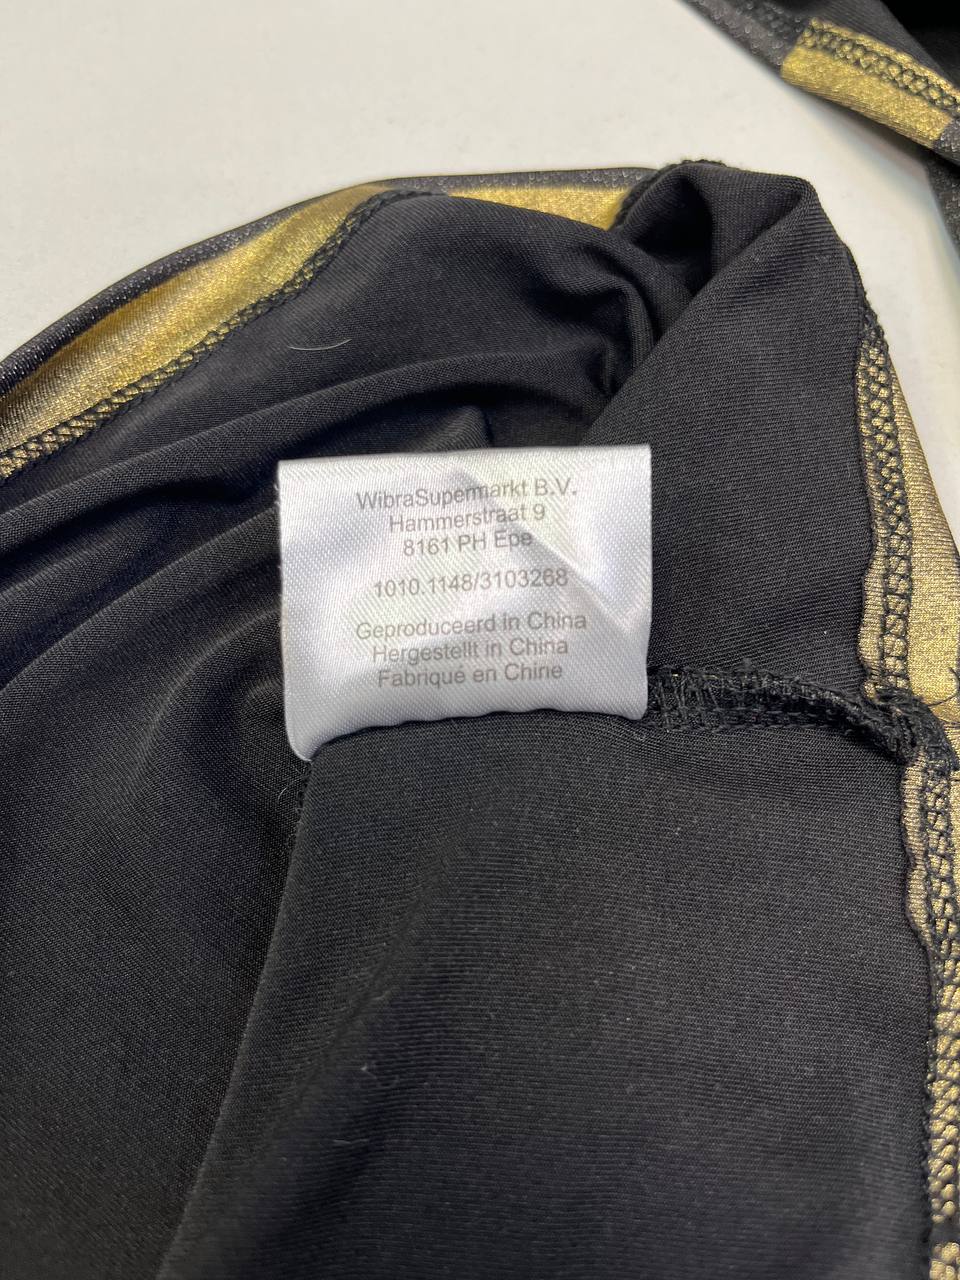 WibraSupermarkt B.V.
Hammerstraat 9
8161 PH Epe
1010.1148/3103268
Geproduceerd in China
Hergestellt in China
Fabriqué en Chine